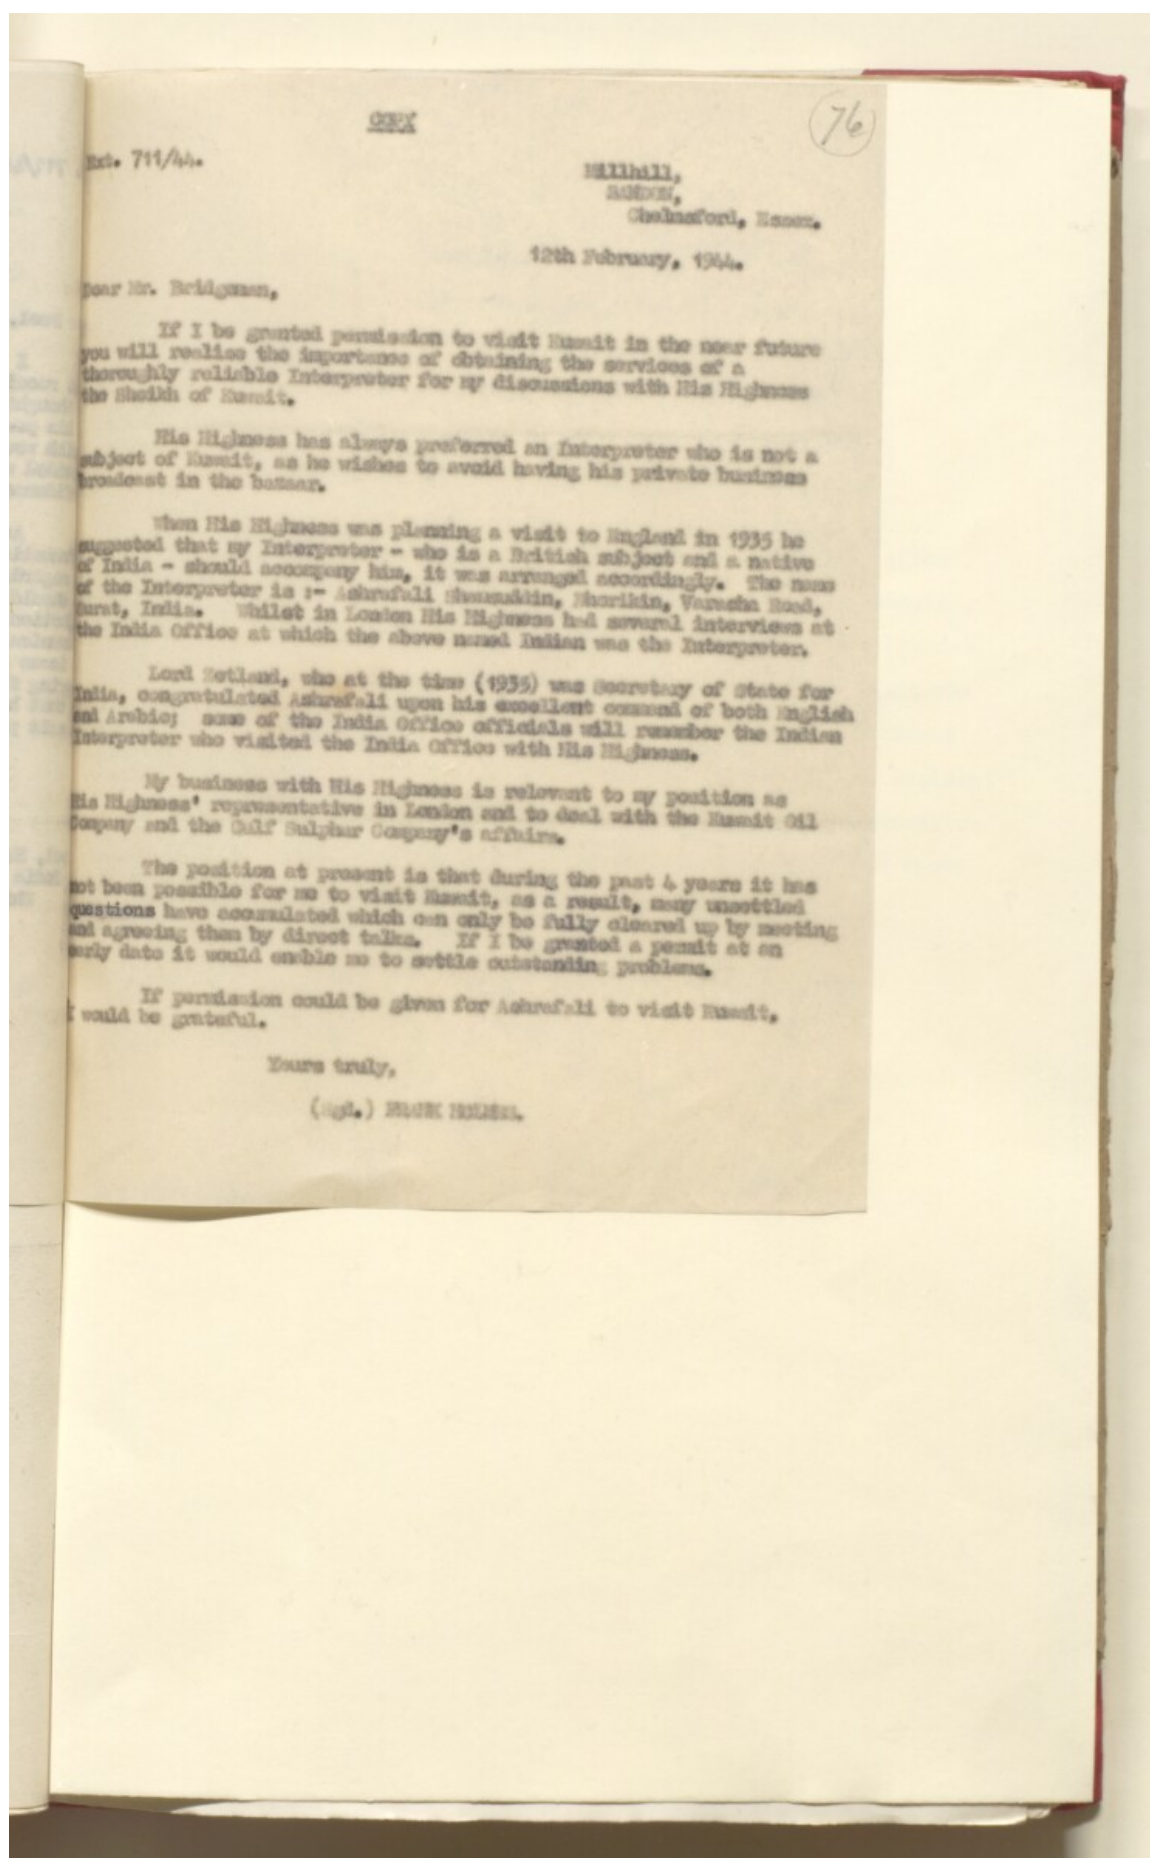 COPY
76
Ext. 711/44.
Millhill,
SANDON,
Chelmsford, Essex.
12th February, 1944.
Dear Mr. Bridgeman,
If I be granted permission to visit Kuwait in the near future
you will realise the importance of obtaining the services of a
thoroughly reliable Interpreter for my discussions with His Highness
the Sheikh of Kuwait.
His Highness has always preferred an Interpreter who is not a
subject of Kuwait, as he wishes to avoid having his private business
broadcast in the bazaar.
When His Highness was planning a visit to England in 1935 he
suggested that my Interpreter - who is a British subject and a native
of India - should accompany him, it was arranged accordingly. The name
of the Interpreter is :- Ashrafali Shamsuddin, Varacha Road,
Surat, India. Whilst in London His Highness had several interviews at
the India Office at which the above named Indian was the Interpreter.
Lord Zetland, who at the time (1935) was Secretary of State for
India, congratulated Ashrafali upon his excellent command of both English
and Arabic; some of the India Office officials will remember the Indian
Interpreter who visited the India Office with His Highness.
My business with His Highness is relevant to my position as
His Highness' representative in London and to deal with the Kuwait Oil
Company and the Gulf Sulphur Company's affairs.
The position at present is that during the past 4 years it has
not been possible for me to visit Kuwait, as a result, many unsettled
questions have accumulated which can only be fully cleared up by meeting
and agreeing them by direct talks. If I be granted a permit at an
early date it would enable me to settle outstanding problems.
If permission could be given for Ashrafali to visit Kuwait,
I would be grateful.
Yours truly,
(Sgd.) FRANK HOLMES.